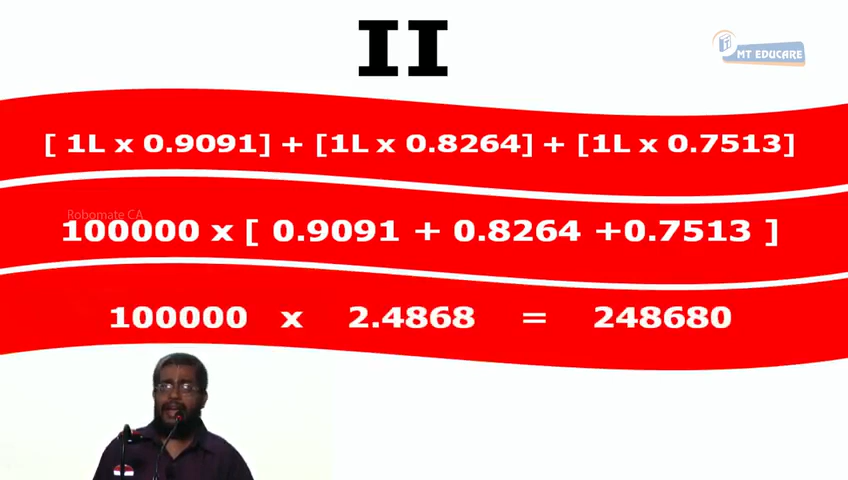 II
MT EDUCARE
[ 1L x 0.9091] + [1L x 0.8264] + [1L x 0.7513]
Robomate CA
100000 x [ 0.9091 + 0.8264 +0.7513 ]
100000 x 2.4868 = 248680